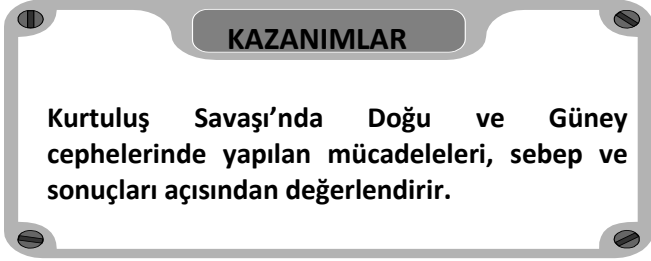 KAZANIMLAR
Kurtuluş Savaşı’nda Doğu ve Güney
cephelerinde yapılan mücadeleleri, sebep ve
sonuçları açısından değerlendirir.